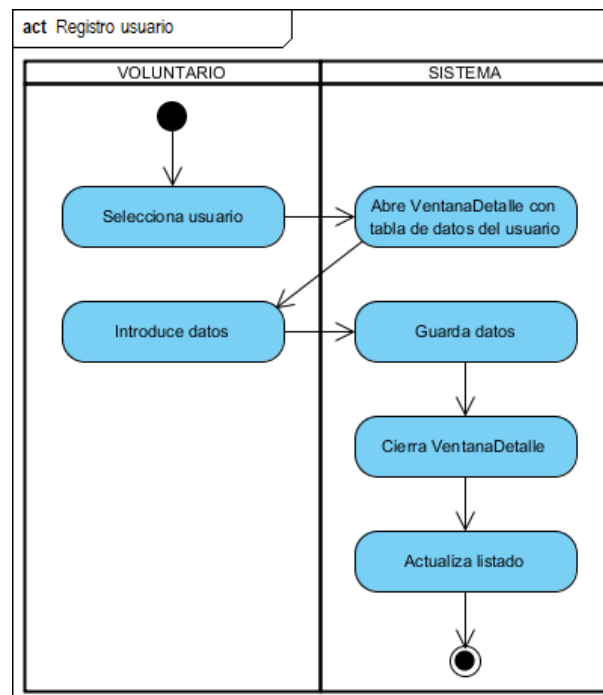 act Registro usuario
VOLUNTARIO
SISTEMA
Selecciona usuario
Abre VentanaDetalle con
tabla de datos del usuario
Introduce datos
Guarda datos
Cierra VentanaDetalle
Actualiza listado